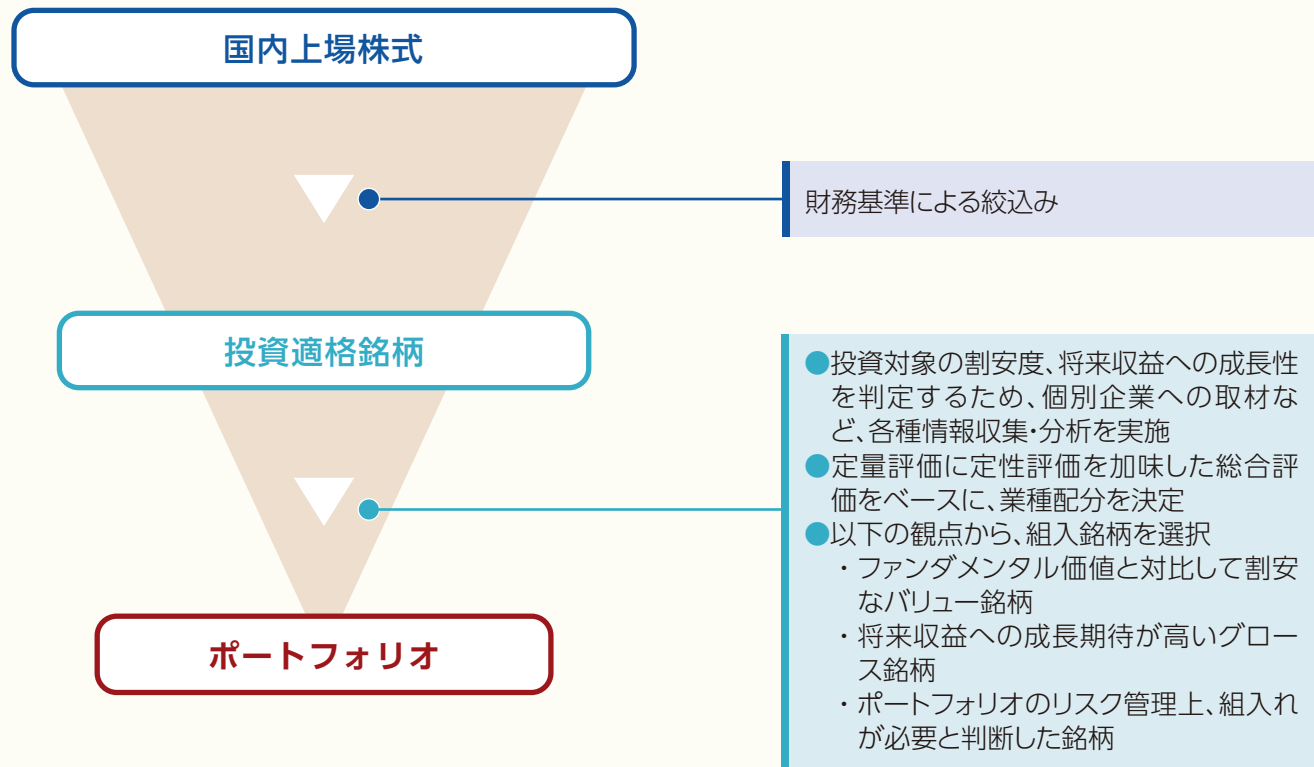 国内上場株式
財務基準による絞込み
投資適格銘柄
●投資対象の割安度、将来収益への成長性
を判定するため、個別企業への取材な
ど、各種情報収集・分析を実施
●定量評価に定性評価を加味した総合評
価をベースに、業種配分を決定
●以下の観点から、組入銘柄を選択
・ファンダメンタル価値と対比して割安
なバリュー銘柄
・将来収益への成長期待が高いグロー
ス銘柄
・ポートフォリオのリスク管理上、組入れ
が必要と判断した銘柄
ポートフォリオ